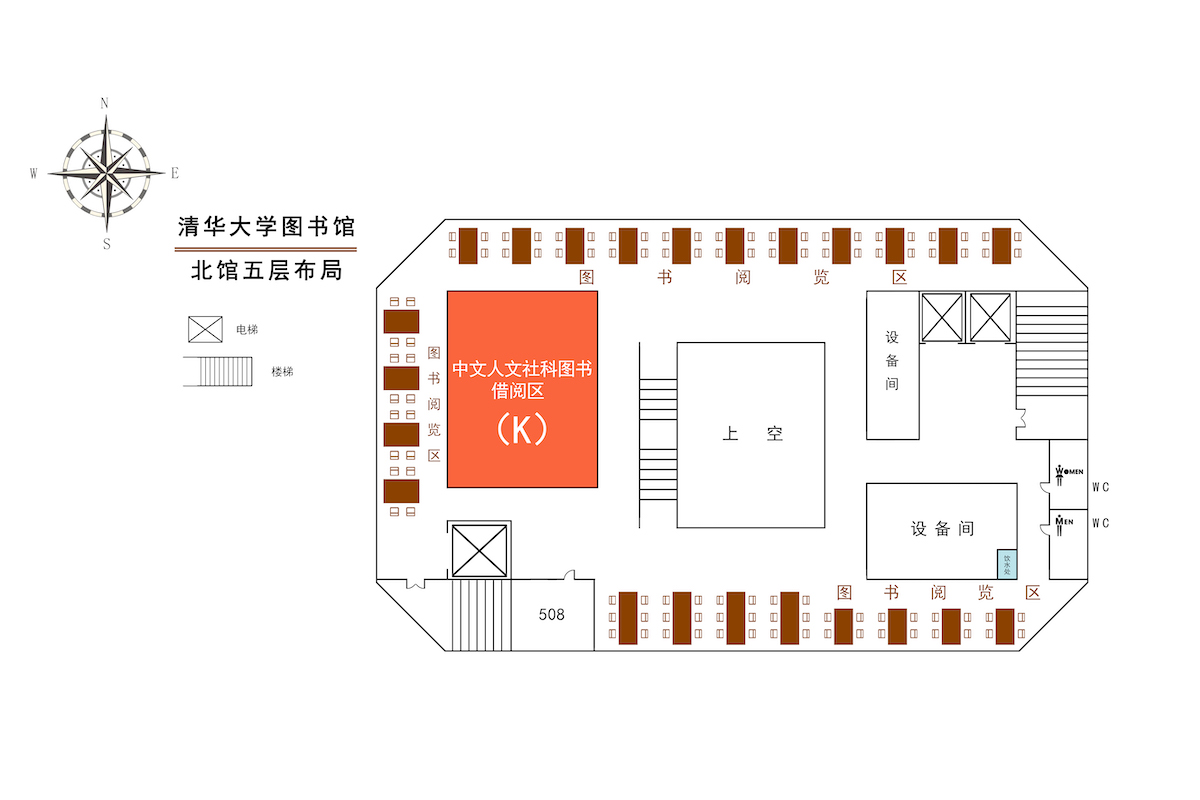 N
W
E
S
清华大学图书馆
北馆五层布局
电梯
楼梯
图书阅览区
图书阅览区
中文人文社科图书
借阅区
（K）
上空
设备间
WOMEN
WC
MEN
WC
设备间
饮水处
508
图书阅览区